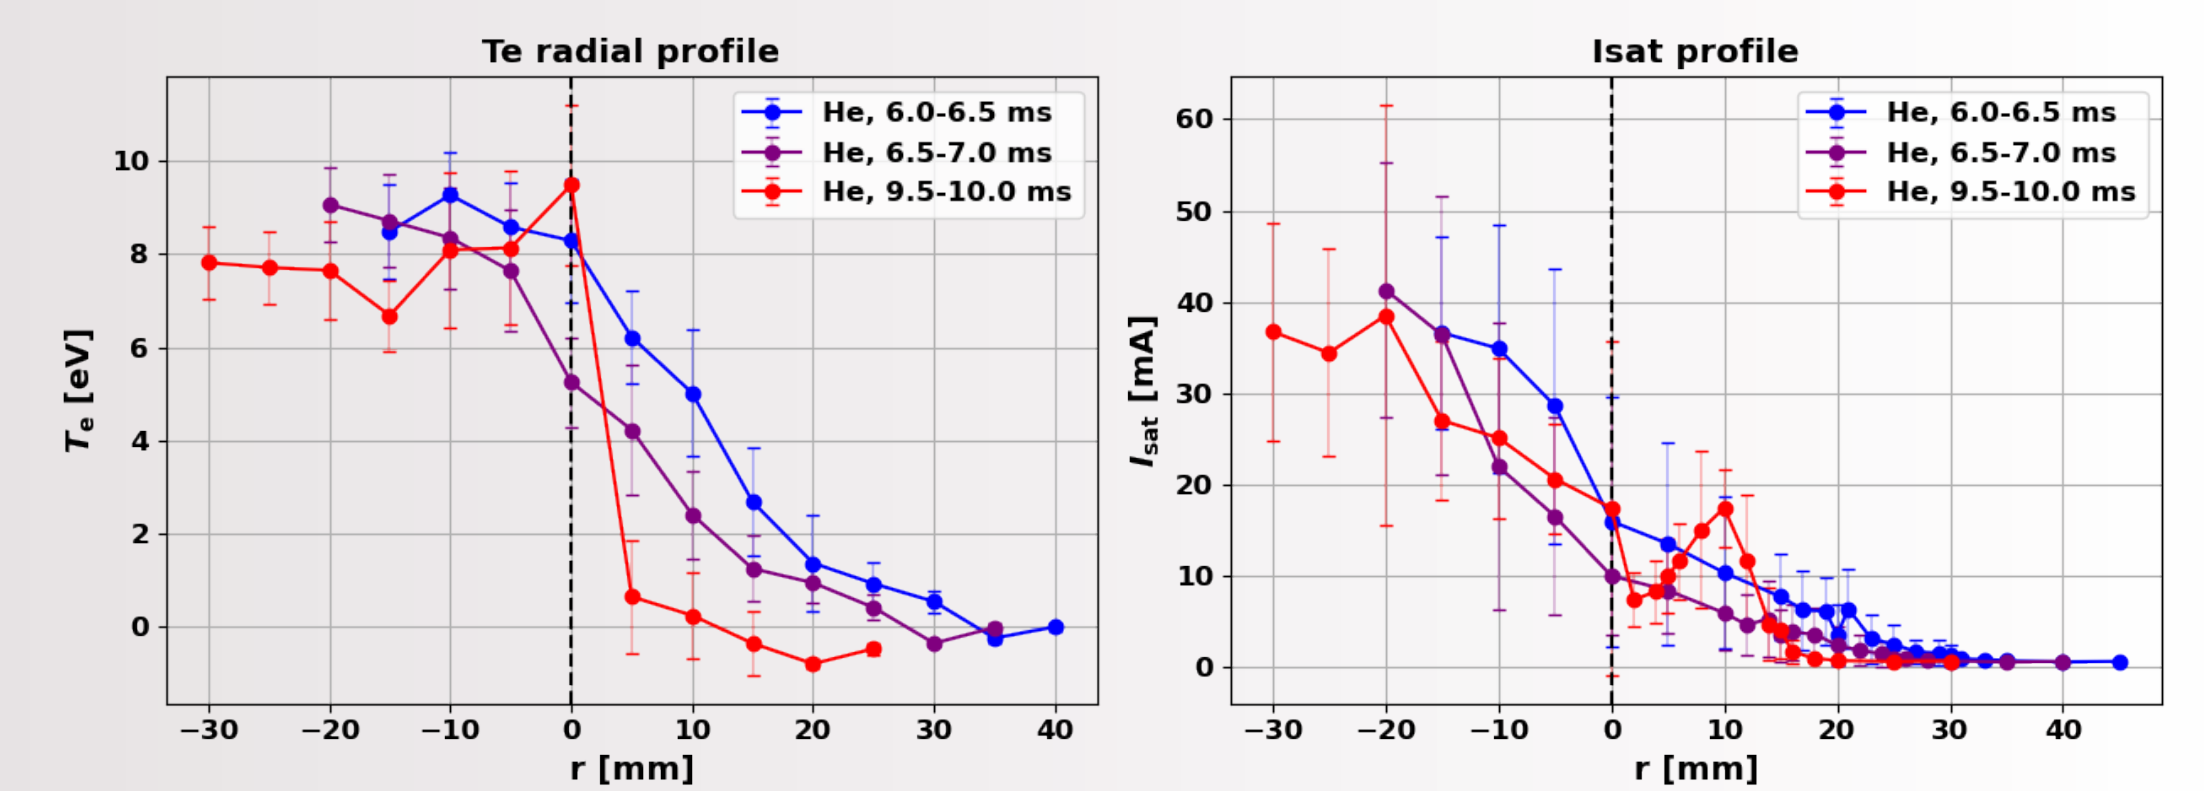 Te radial profile
He, 6.0-6.5 ms
He, 6.5-7.0 ms
He, 9.5-10.0 ms
10
8
6
4
2
0
Te [eV]
−30 −20 −10 0 10 20 30 40
r [mm]
Isat profile
He, 6.0-6.5 ms
He, 6.5-7.0 ms
He, 9.5-10.0 ms
60
50
40
30
20
10
0
Isat [mA]
−30 −20 −10 0 10 20 30 40
r [mm]